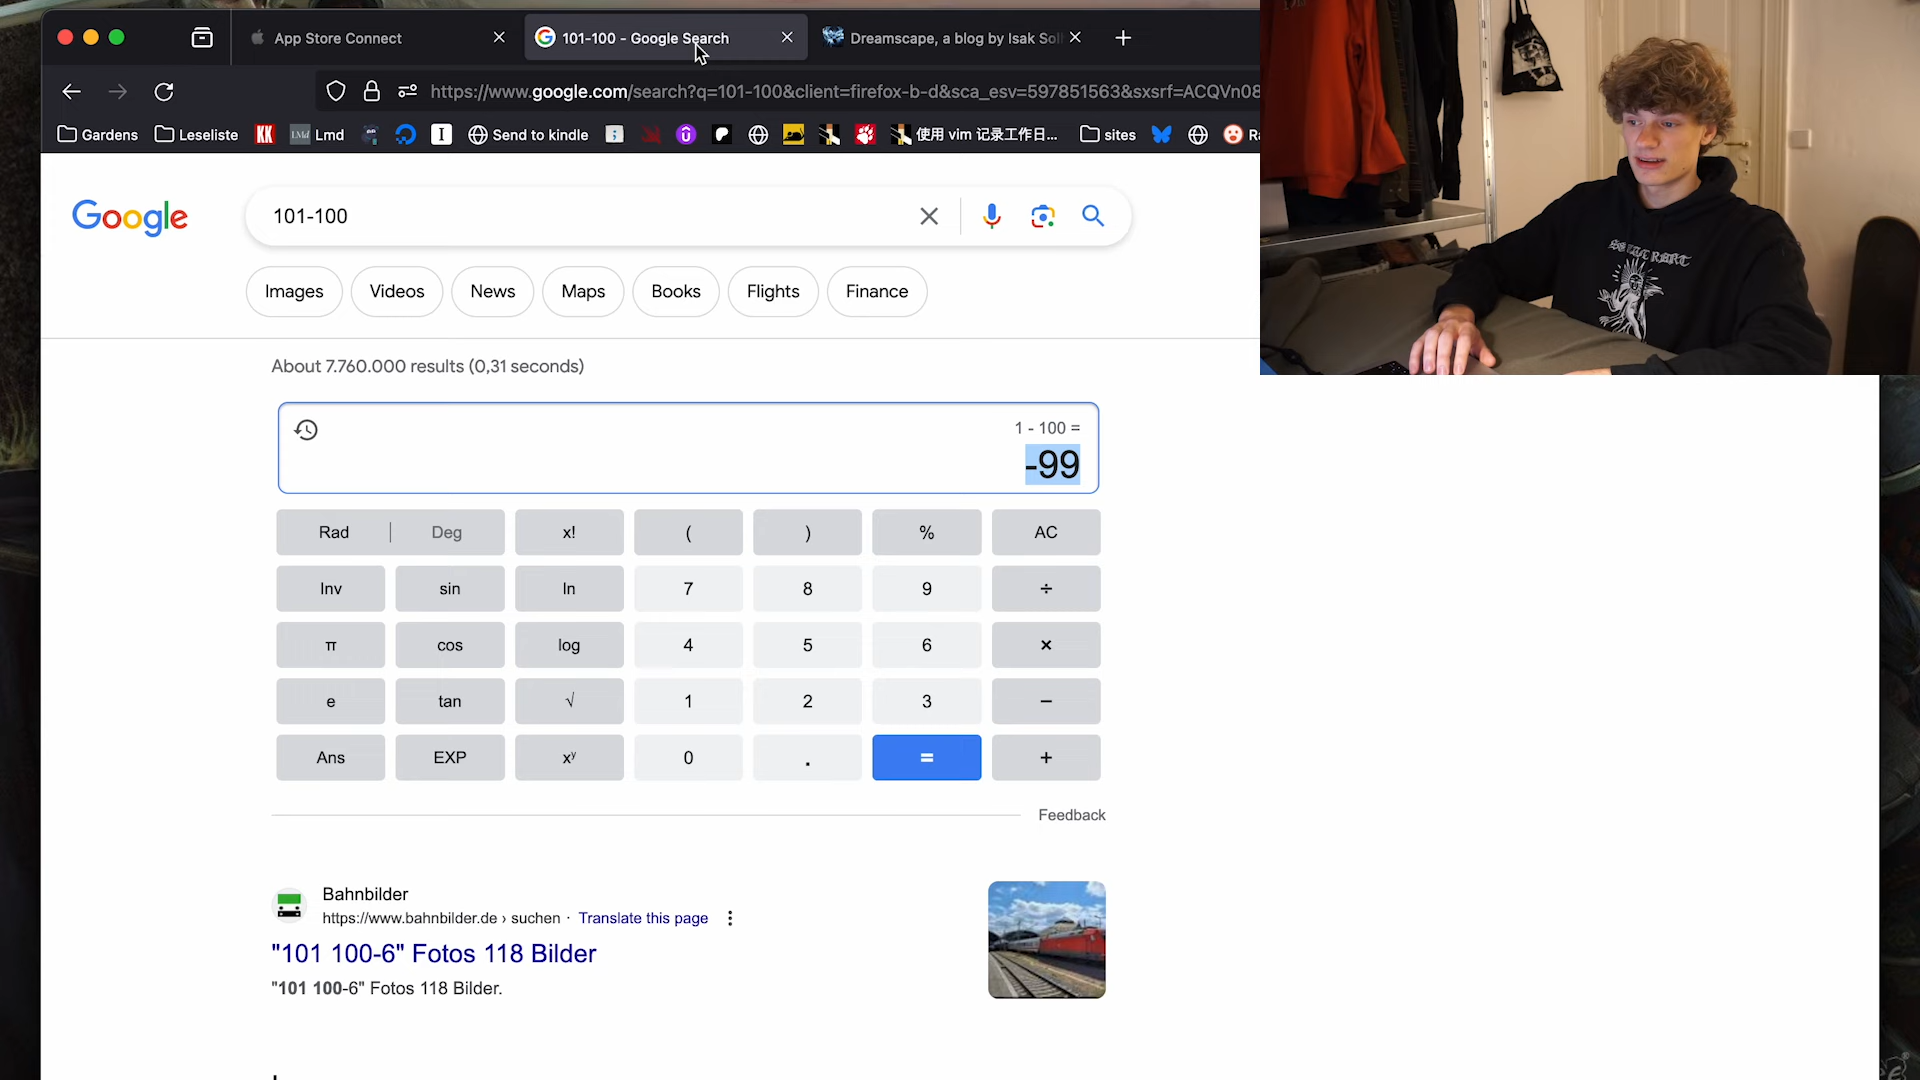 App Store Connect
101-100 - Google Search
Dreamscape, a blog by Isak Sol
https://www.google.com/search?q=101-100&client=firefox-b-d&sca_esv=597851563&sxsrf=ACQVn08
Gardens
Leseliste
KK
LMd
Lmd
I
Send to kindle
使用 vim 记录工作日...
sites
Google
101-100
Images
Videos
News
Maps
Books
Flights
Finance
About 7.760.000 results (0,31 seconds)
1 - 100 =
-99
Rad | Deg x! ( ) % AC
Inv sin ln 7 8 9 ÷
π cos log 4 5 6 ×
e tan √ 1 2 3 −
Ans EXP xʸ 0 . = +
Feedback
Bahnbilder
https://www.bahnbilder.de › suchen · Translate this page
"101 100-6" Fotos 118 Bilder
"101 100-6" Fotos 118 Bilder.